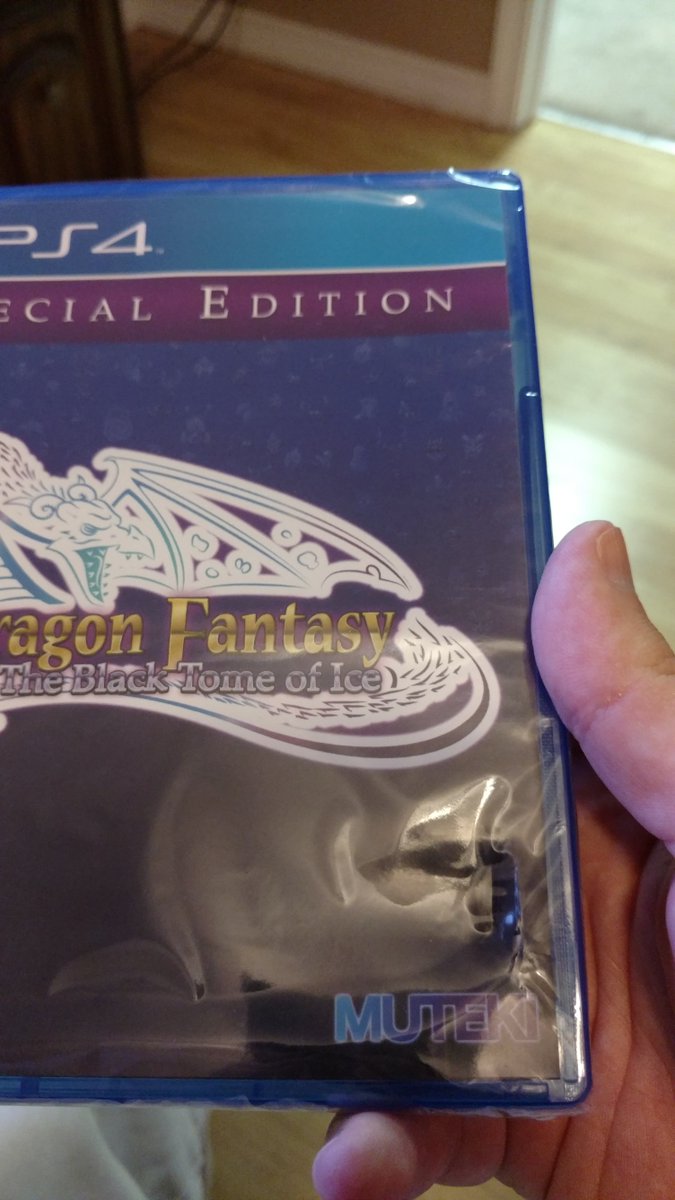 PS4
ECIAL EDITION
ragon Fantasy
The Black Tome of Ice
MUTEKI